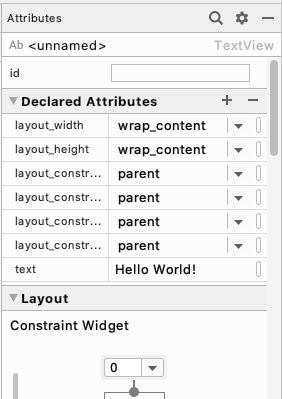 Attributes
Ab <unnamed> TextView
id
Declared Attributes
layout_width wrap_content
layout_height wrap_content
layout_constr... parent
layout_constr... parent
layout_constr... parent
layout_constr... parent
text Hello World!
Layout
Constraint Widget
0